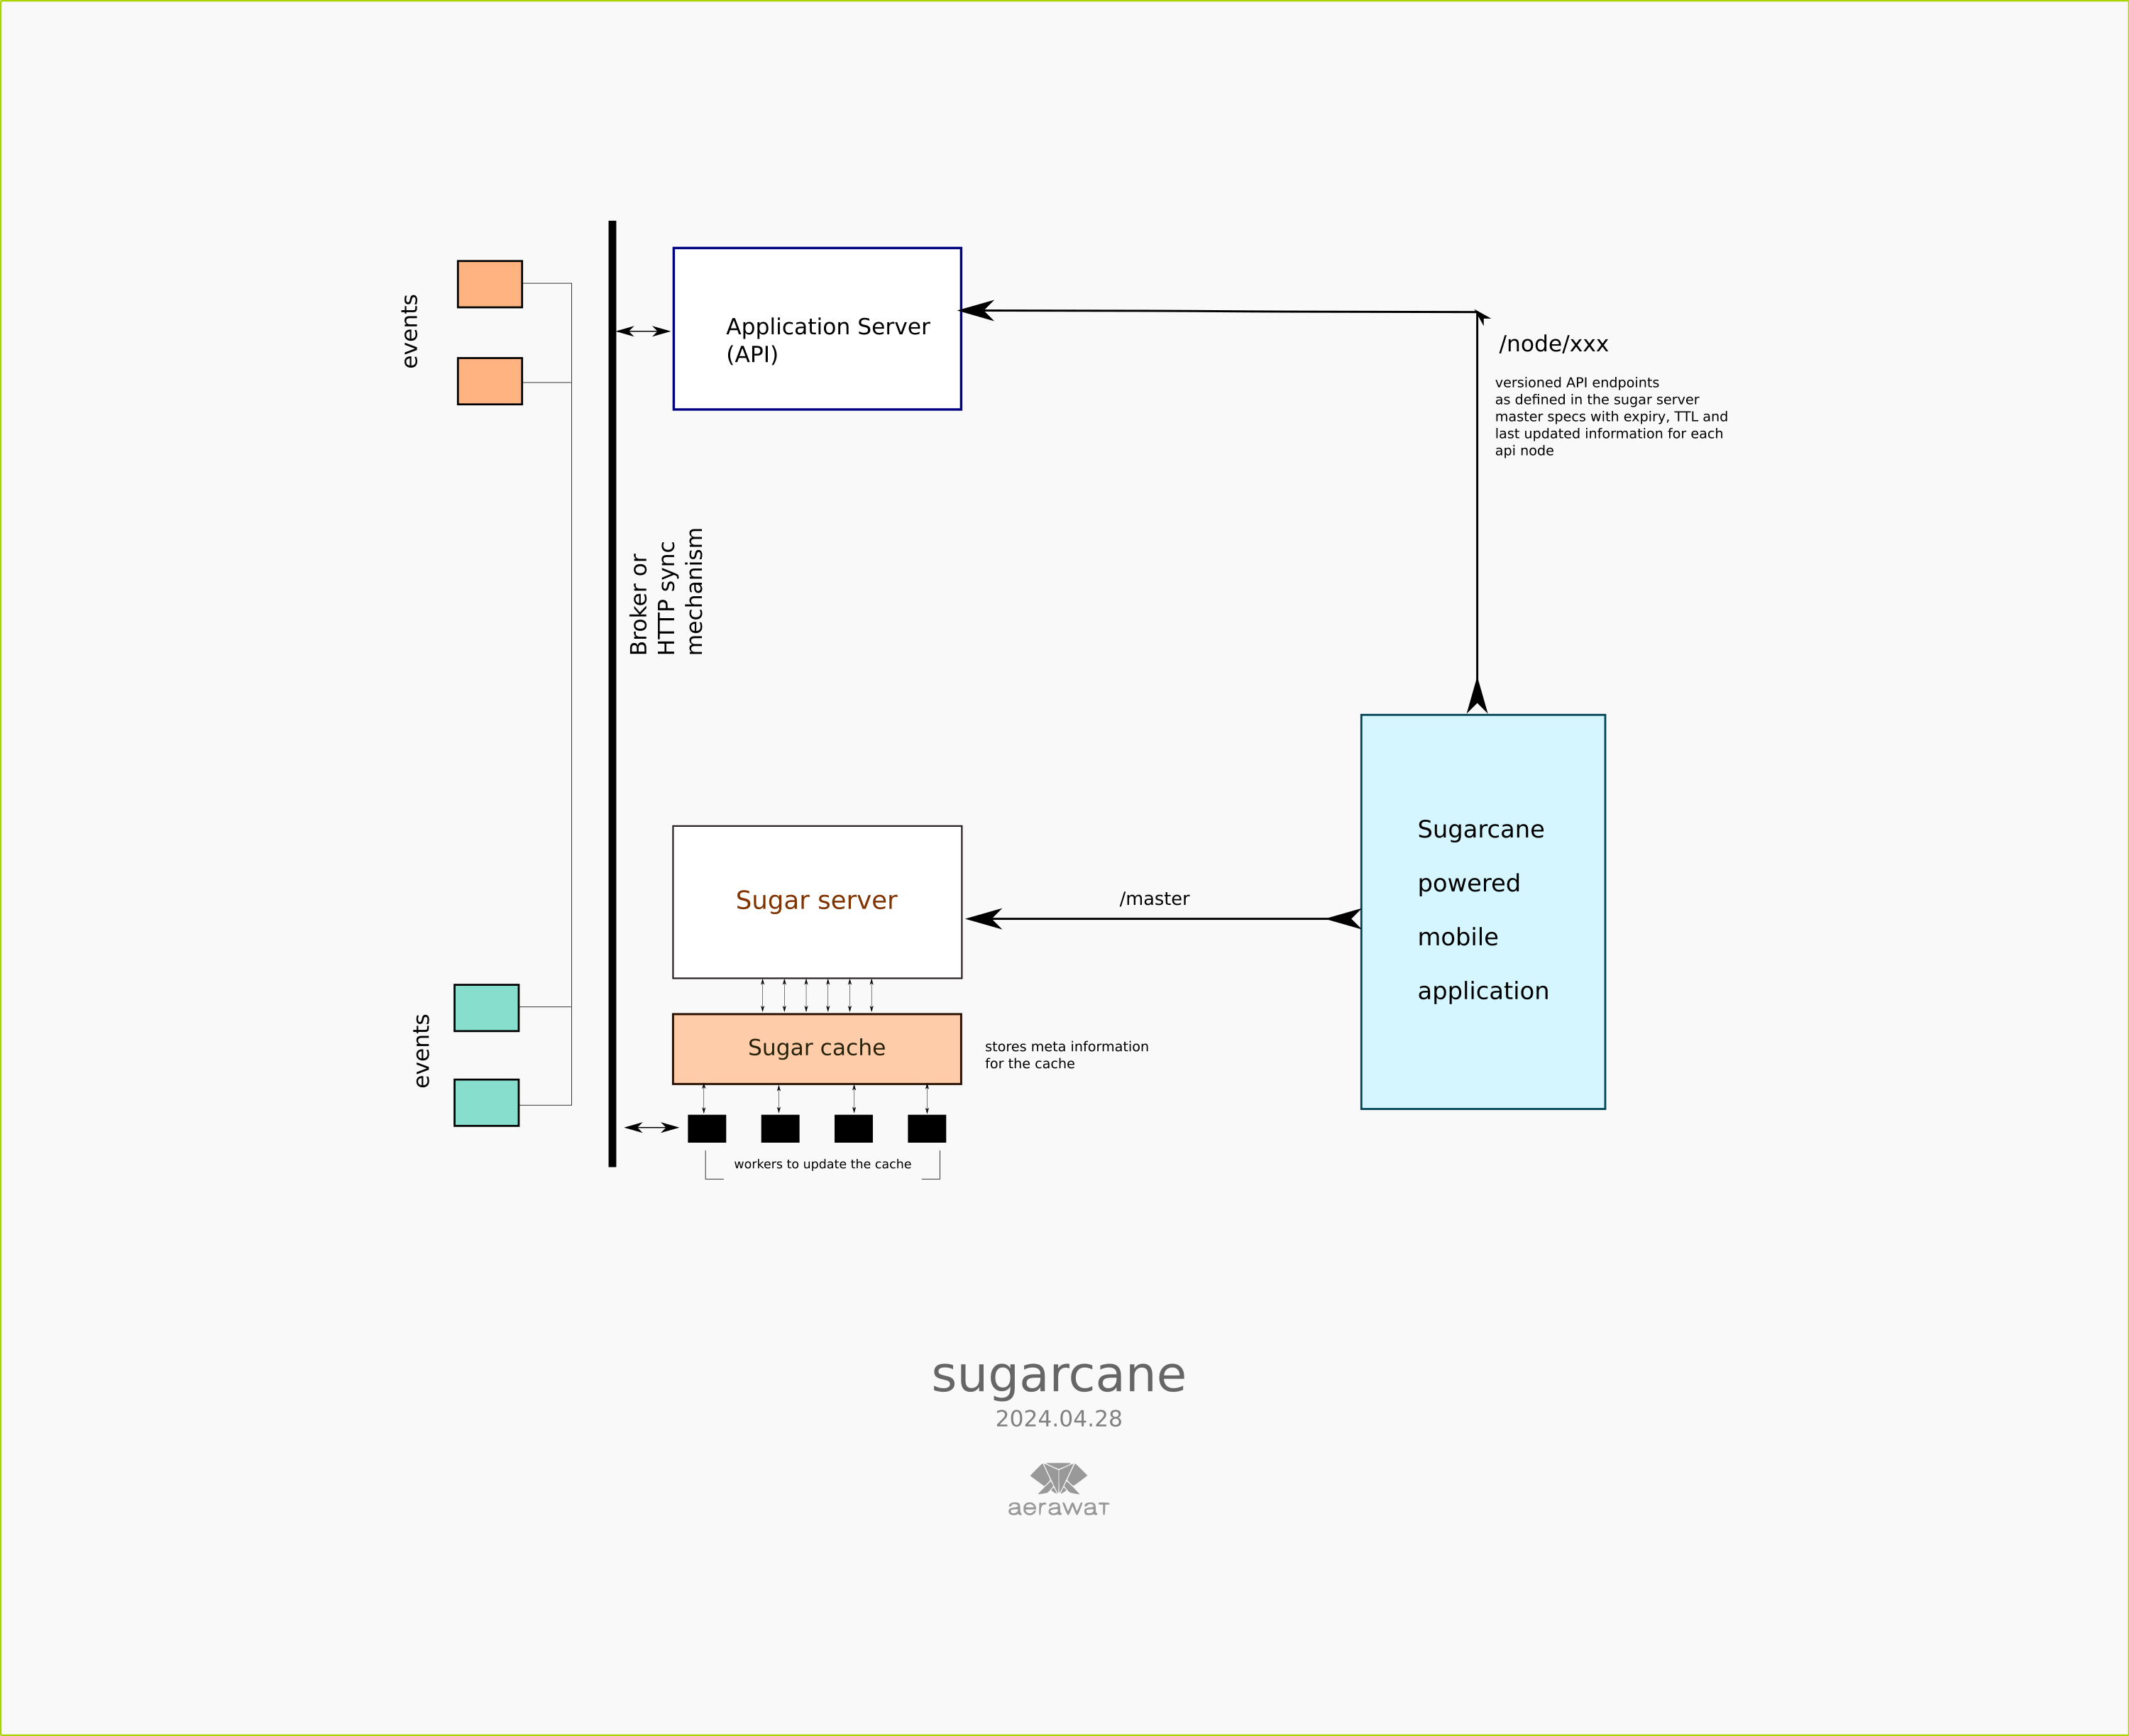 events
Application Server
(API)
/node/xxx
versioned API endpoints
as defined in the sugar server
master specs with expiry, TTL and
last updated information for each
api node
Broker or
HTTP sync
mechanism
Sugarcane
powered
mobile
application
Sugar server
/master
events
Sugar cache
stores meta information
for the cache
workers to update the cache
sugarcane
2024.04.28
aerawat